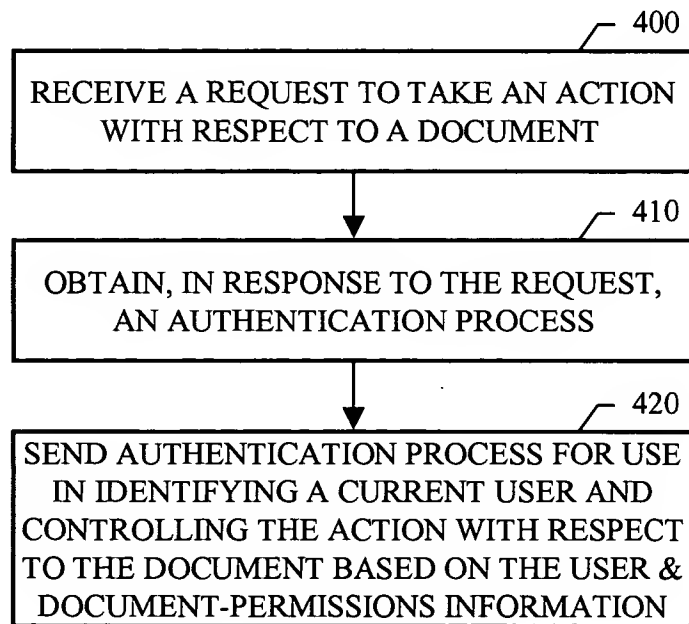 400
RECEIVE A REQUEST TO TAKE AN ACTION
WITH RESPECT TO A DOCUMENT
410
OBTAIN, IN RESPONSE TO THE REQUEST,
AN AUTHENTICATION PROCESS
420
SEND AUTHENTICATION PROCESS FOR USE
IN IDENTIFYING A CURRENT USER AND
CONTROLLING THE ACTION WITH RESPECT
TO THE DOCUMENT BASED ON THE USER &
DOCUMENT-PERMISSIONS INFORMATION